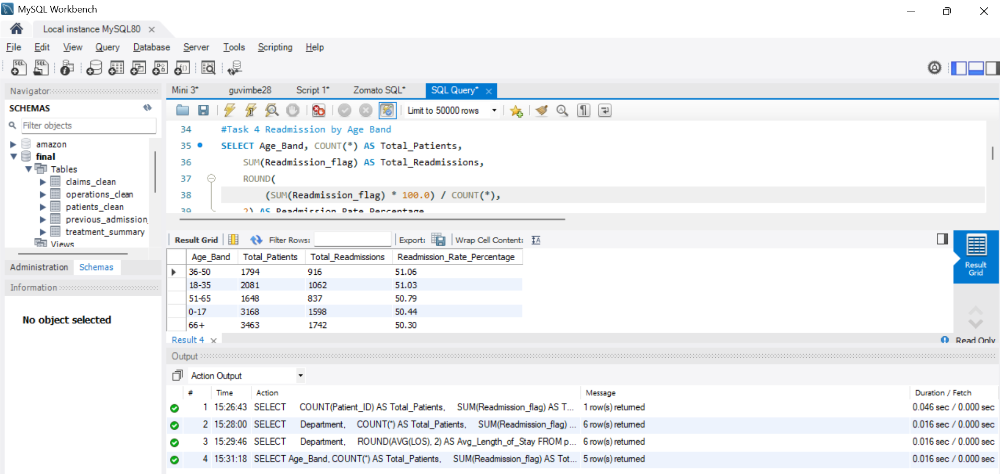 MySQL Workbench
Local instance MySQL80
File Edit View Query Database Server Tools Scripting Help
Navigator
SCHEMAS
Filter objects
amazon
final
Tables
claims_clean
operations_clean
patients_clean
previous_admission
treatment_summary
Views
Administration Schemas
Information
No object selected
Mini 3* guvimbe28 Script 1* Zomato SQL* SQL Query*
Limit to 50000 rows
34 #Task 4 Readmission by Age Band
35 SELECT Age_Band, COUNT(*) AS Total_Patients,
36 SUM(Readmission_flag) AS Total_Readmissions,
37 ROUND(
38 (SUM(Readmission_flag) * 100.0) / COUNT(*),
39 2) AS Readmission_Rate_Percentage
Result Grid Filter Rows: Export: Wrap Cell Content:
Age_Band Total_Patients Total_Readmissions Readmission_Rate_Percentage
36-50 1794 916 51.06
18-35 2081 1062 51.03
51-65 1648 837 50.79
0-17 3168 1598 50.44
66+ 3463 1742 50.30
Result Grid
Result 4 Read Only
Output
Action Output
# Time Action Message Duration / Fetch
1 15:26:43 SELECT COUNT(Patient_ID) AS Total_Patients, SUM(Readmission_flag) AS T... 1 row(s) returned 0.046 sec / 0.000 sec
2 15:28:00 SELECT Department, COUNT(*) AS Total_Patients, SUM(Readmission_flag) ... 6 row(s) returned 0.016 sec / 0.000 sec
3 15:29:46 SELECT Department, ROUND(AVG(LOS), 2) AS Avg_Length_of_Stay FROM p... 6 row(s) returned 0.016 sec / 0.000 sec
4 15:31:18 SELECT Age_Band, COUNT(*) AS Total_Patients, SUM(Readmission_flag) AS Tot... 5 row(s) returned 0.016 sec / 0.000 sec